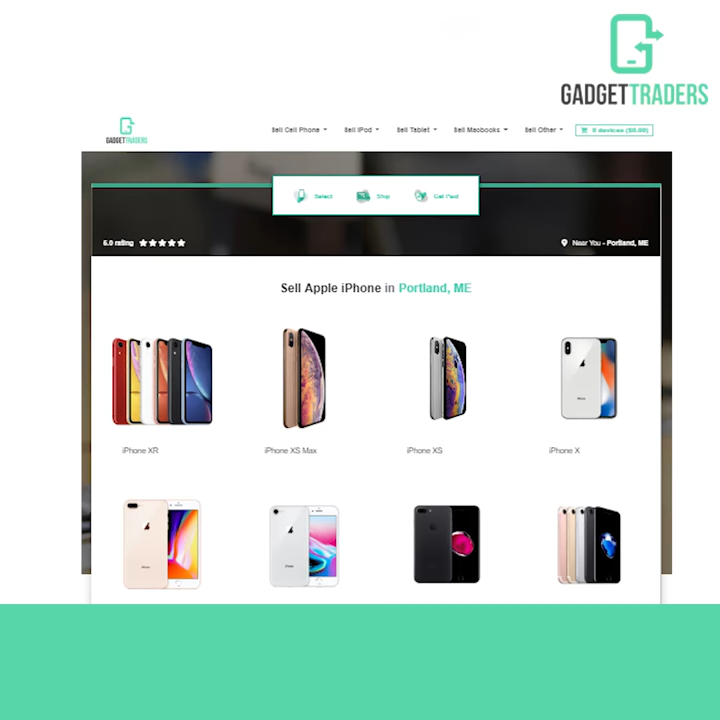 GADGETTRADERS
GADGETTRADERS
Sell Cell Phone Sell iPod Sell Tablet Sell Macbooks Sell Other 0 devices ($0.00)
Select Ship Get Paid
5.0 rating Near You - Portland, ME
Sell Apple iPhone in Portland, ME
iPhone XR iPhone XS Max iPhone XS iPhone X